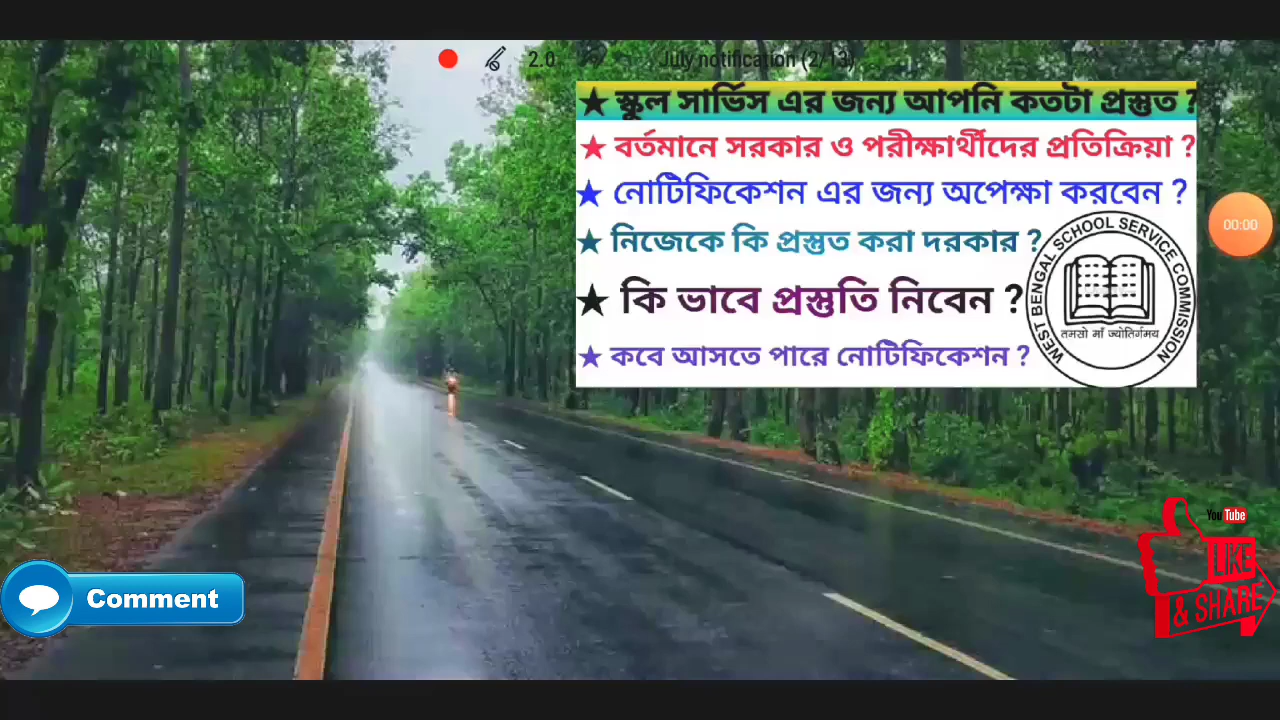 2.0 July notification (2/13)
★ স্কুল সার্ভিস এর জন্য আপনি কতটা প্রস্তুত ?
★ বর্তমানে সরকার ও পরীক্ষার্থীদের প্রতিক্রিয়া ?
★ নোটিফিকেশন এর জন্য অপেক্ষা করবেন ?
★ নিজেকে কি প্রস্তুত করা দরকার ?
★ কি ভাবে প্রস্তুতি নিবেন ?
★ কবে আসতে পারে নোটিফিকেশন ?
WEST BENGAL SCHOOL SERVICE COMMISSION
तमसो माँ ज्योतिर्गमय
00:00
YouTube
LIKE
& SHARE
Comment